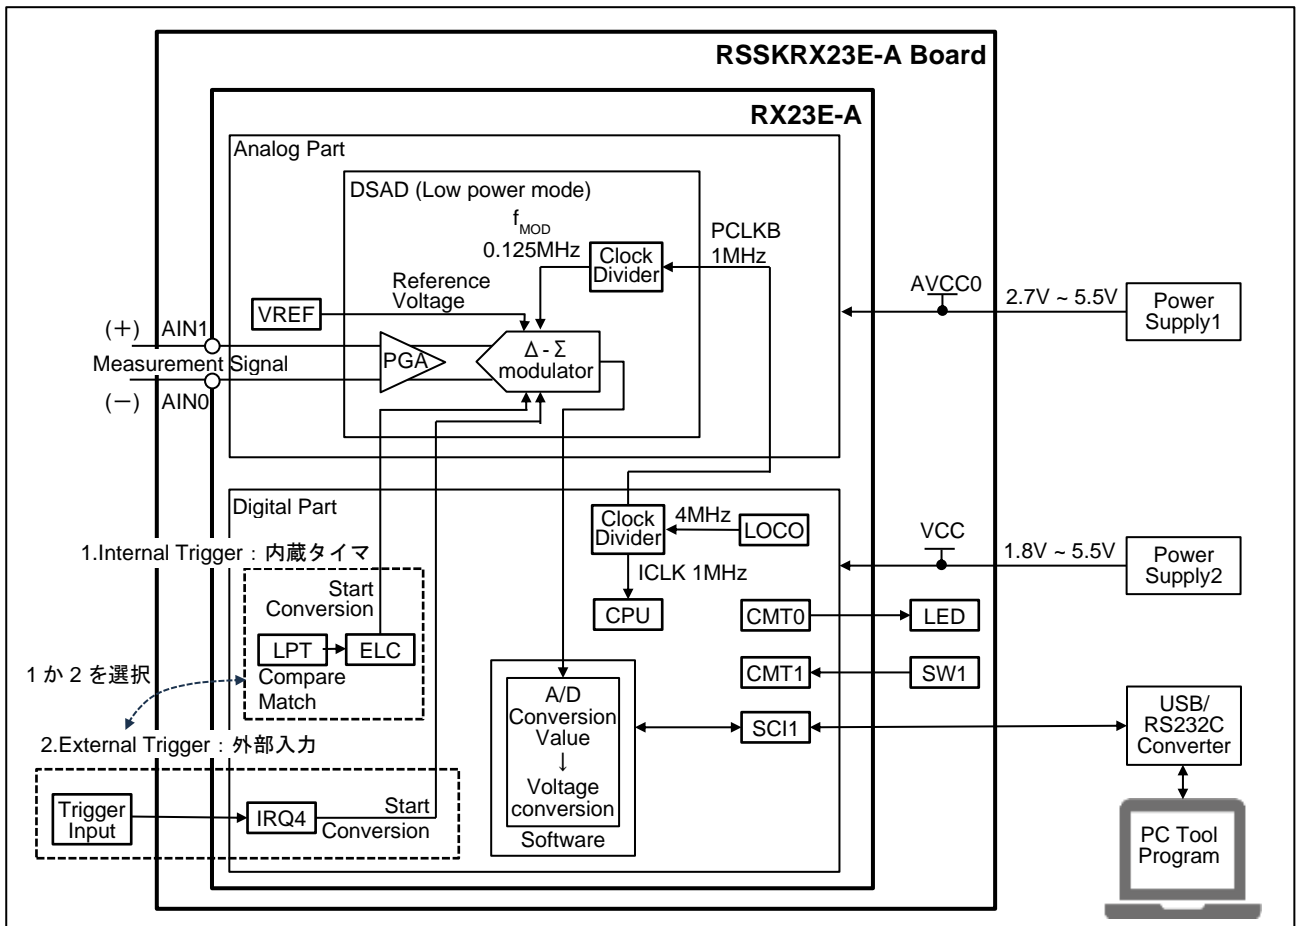 RSSKRX23E-A Board
RX23E-A
Analog Part
DSAD (Low power mode)
fMOD
0.125MHz
Clock
Divider
PCLKB
1MHz
Reference
Voltage
VREF
AVCC0
2.7V ~ 5.5V
Power
Supply1
(+) AIN1
Measurement Signal
(−) AIN0
PGA
Δ - Σ
modulator
Digital Part
Clock
Divider
4MHz
LOCO
ICLK 1MHz
CPU
VCC
1.8V ~ 5.5V
Power
Supply2
1.Internal Trigger：内蔵タイマ
Start
Conversion
LPT
ELC
Compare
Match
CMT0
LED
CMT1
SW1
1 か 2 を選択
2.External Trigger：外部入力
Trigger
Input
IRQ4
Start
Conversion
A/D
Conversion
Value
↓
Voltage
conversion
Software
SCI1
USB/
RS232C
Converter
PC Tool
Program